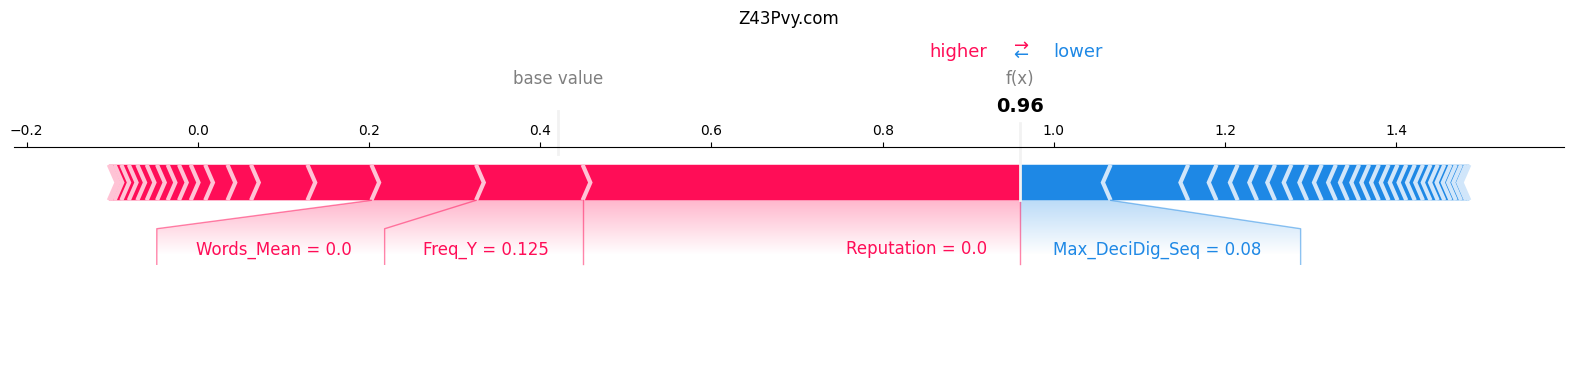 Z43Pvy.com
higher ⇄ lower
base value f(x)
0.96
−0.2 0.0 0.2 0.4 0.6 0.8 1.0 1.2 1.4
Words_Mean = 0.0 Freq_Y = 0.125 Reputation = 0.0 Max_DeciDig_Seq = 0.08